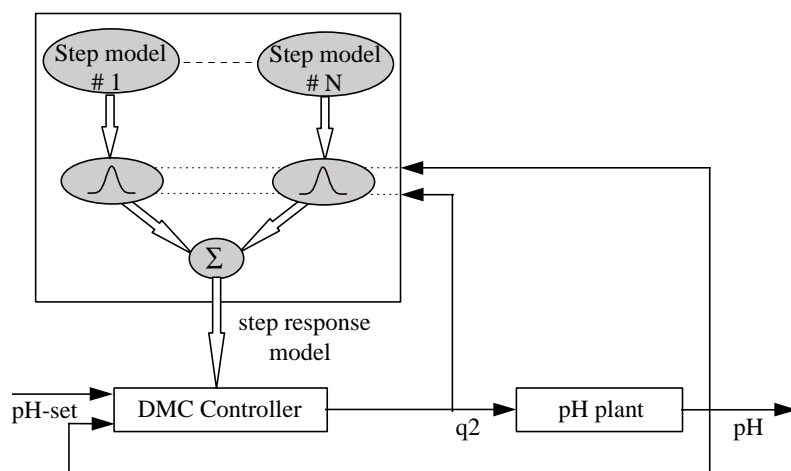 Step model
# 1
Step model
# N
Σ
step response
model
pH-set
DMC Controller
q2
pH plant
pH